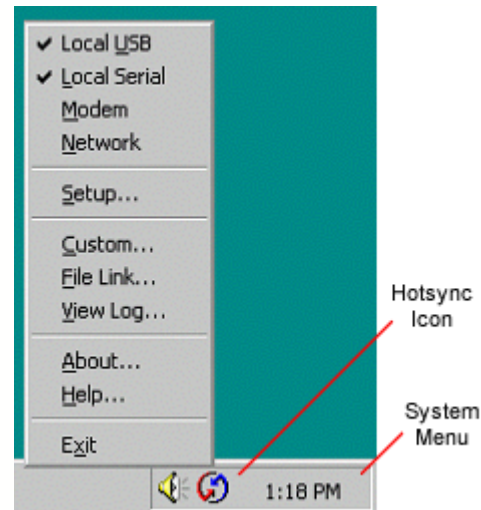 Local USB
Local Serial
Modem
Network
Setup...
Custom...
File Link...
View Log...
About...
Help...
Exit
Hotsync
Icon
System
Menu
1:18 PM